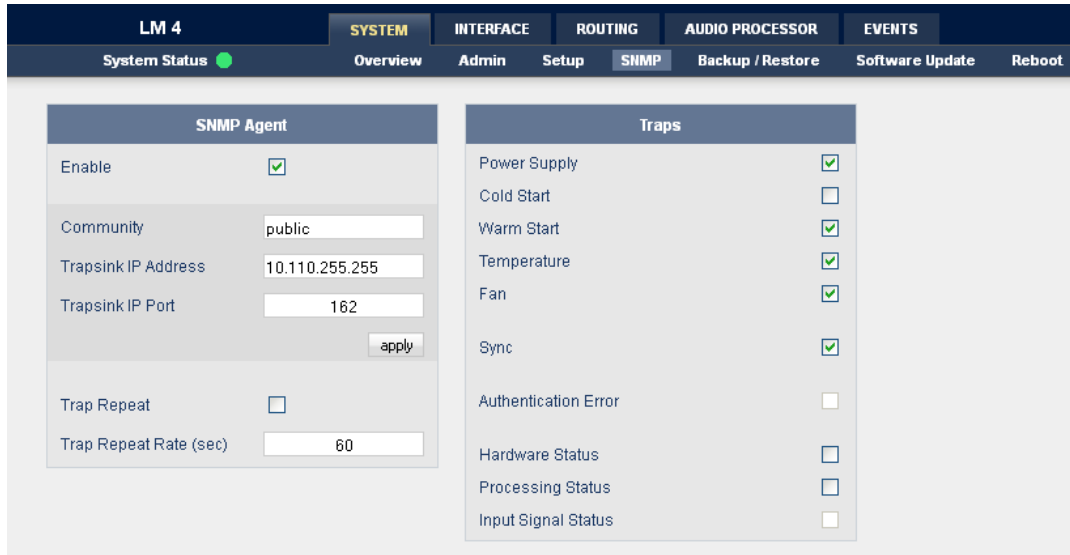 LM 4 SYSTEM INTERFACE ROUTING AUDIO PROCESSOR EVENTS
System Status Overview Admin Setup SNMP Backup / Restore Software Update Reboot
SNMP Agent
Enable
Community public
Trapsink IP Address 10.110.255.255
Trapsink IP Port 162
apply
Trap Repeat
Trap Repeat Rate (sec) 60
Traps
Power Supply
Cold Start
Warm Start
Temperature
Fan
Sync
Authentication Error
Hardware Status
Processing Status
Input Signal Status